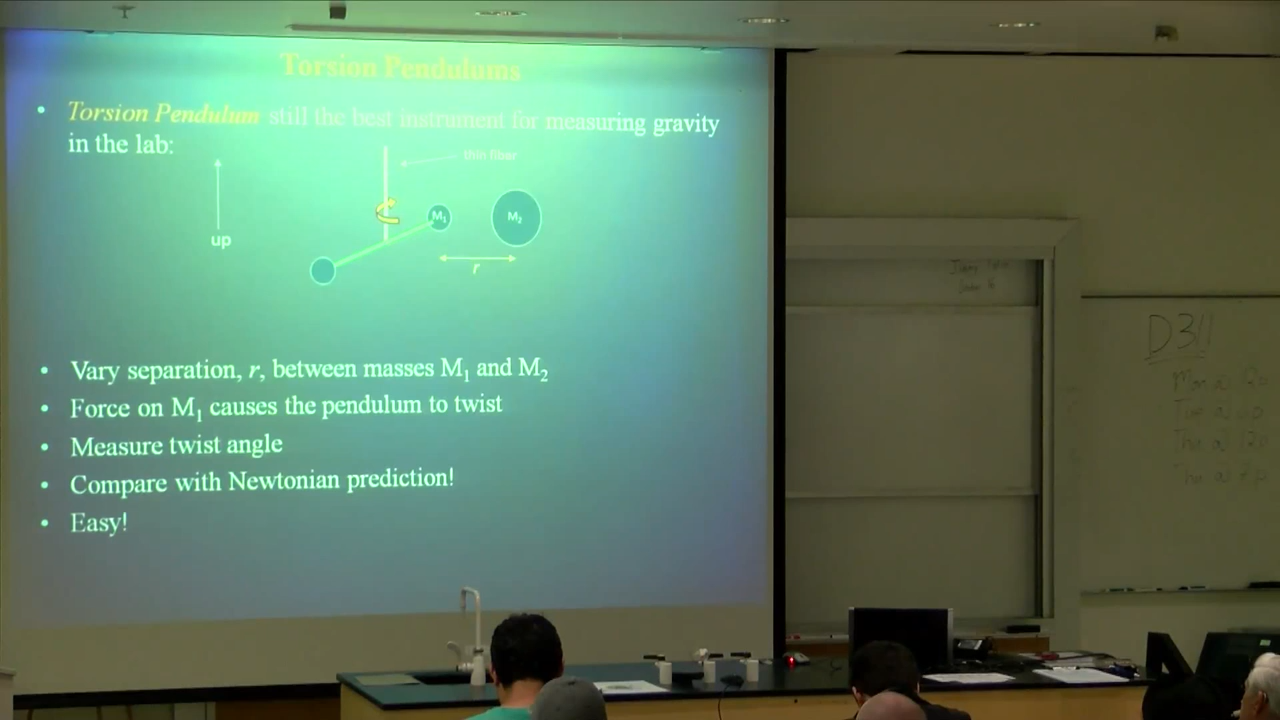 Torsion Pendulums
• Torsion Pendulum still the best instrument for measuring gravity
in the lab:
thin fiber
up
M₁
M₂
r
• Vary separation, r, between masses M₁ and M₂
• Force on M₁ causes the pendulum to twist
• Measure twist angle
• Compare with Newtonian prediction!
• Easy!
D311